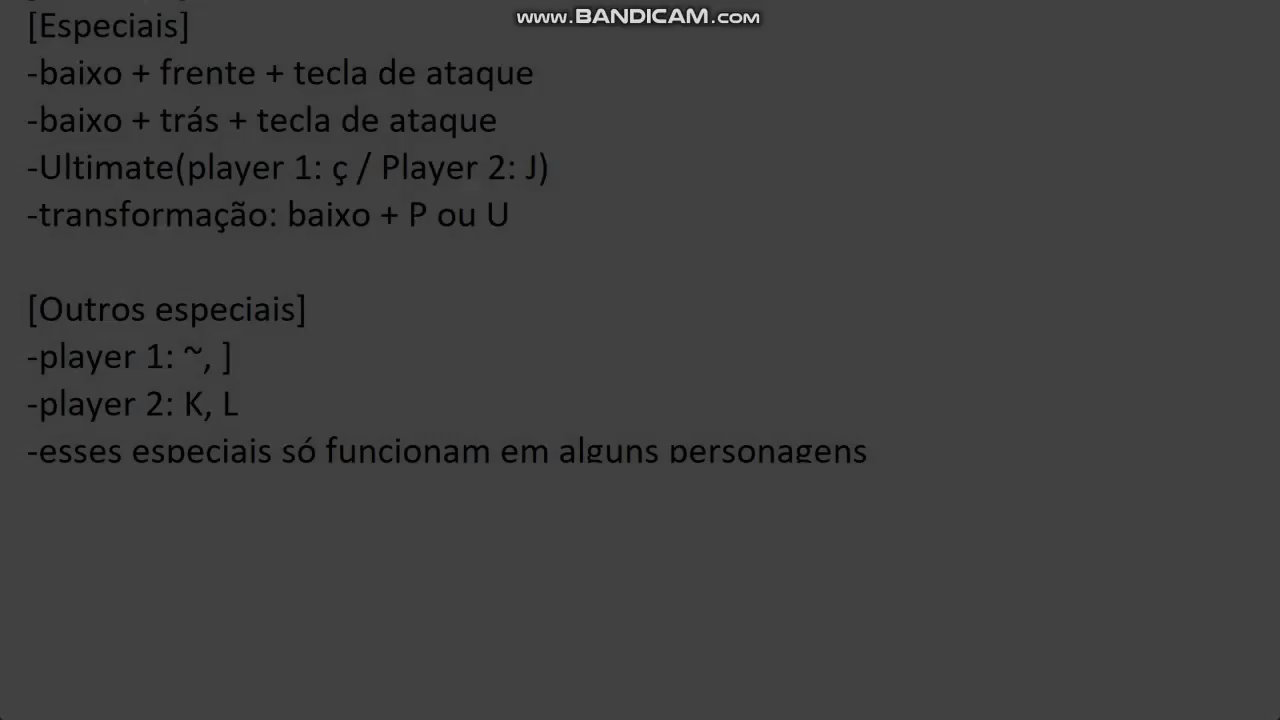 www.BANDICAM.com
[Especiais]
-baixo + frente + tecla de ataque
-baixo + trás + tecla de ataque
-Ultimate(player 1: ç / Player 2: J)
-transformação: baixo + P ou U
[Outros especiais]
-player 1: ~, ]
-player 2: K, L
-esses especiais só funcionam em alguns personagens